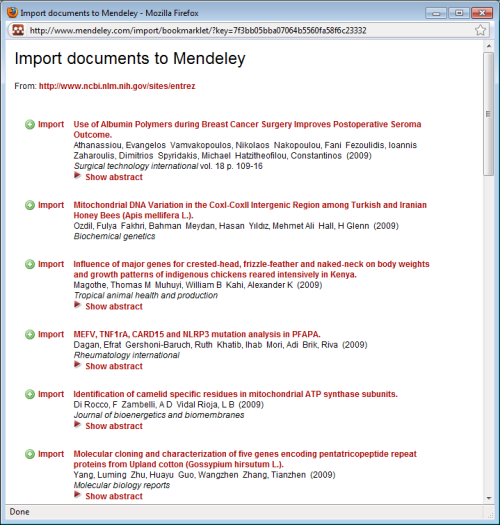 Import documents to Mendeley - Mozilla Firefox
http://www.mendeley.com/import/bookmarklet/?key=7f3bb05bba07064b5560fa58f6c23332
Import documents to Mendeley
From: http://www.ncbi.nlm.nih.gov/sites/entrez
Import Use of Albumin Polymers during Breast Cancer Surgery Improves Postoperative Seroma
Outcome.
Athanassiou, Evangelos Vamvakopoulos, Nikolaos Nakopoulou, Fani Fezoulidis, Ioannis
Zaharoulis, Dimitrios Spyridakis, Michael Hatzitheofilou, Constantinos (2009)
Surgical technology international vol. 18 p. 109-16
Show abstract
Import Mitochondrial DNA Variation in the CoxI-CoxII Intergenic Region among Turkish and Iranian
Honey Bees (Apis mellifera L.).
Ozdil, Fulya Fakhri, Bahman Meydan, Hasan Yıldız, Mehmet Ali Hall, H Glenn (2009)
Biochemical genetics
Import Influence of major genes for crested-head, frizzle-feather and naked-neck on body weights
and growth patterns of indigenous chickens reared intensively in Kenya.
Magothe, Thomas M Muhuyi, William B Kahi, Alexander K (2009)
Tropical animal health and production
Show abstract
Import MEFV, TNF1rA, CARD15 and NLRP3 mutation analysis in PFAPA.
Dagan, Efrat Gershoni-Baruch, Ruth Khatib, Ihab Mori, Adi Brik, Riva (2009)
Rheumatology international
Show abstract
Import Identification of camelid specific residues in mitochondrial ATP synthase subunits.
Di Rocco, F Zambelli, A D Vidal Rioja, L B (2009)
Journal of bioenergetics and biomembranes
Show abstract
Import Molecular cloning and characterization of five genes encoding pentatricopeptide repeat
proteins from Upland cotton (Gossypium hirsutum L.).
Yang, Luming Zhu, Huayu Guo, Wangzhen Zhang, Tianzhen (2009)
Molecular biology reports
Show abstract
Done